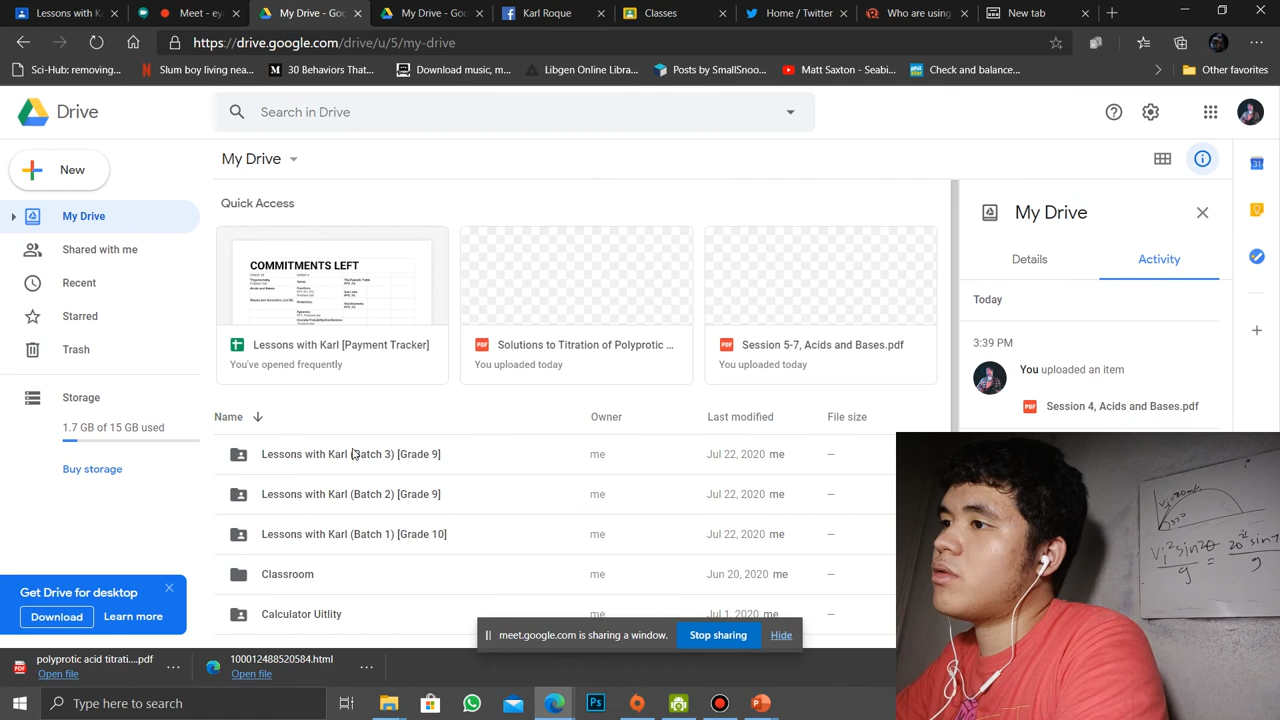 Lessons with K
Meet - ey
My Drive - Goo
My Drive - Goo
Karl Roque
Classes
Home / Twitter
Who are using
New tab
https://drive.google.com/drive/u/5/my-drive
Sci-Hub: removing...
Slum boy living nea...
30 Behaviors That...
Download music, m...
Libgen Online Libra...
Posts by SmallSnoo...
Matt Saxton - Seabi...
Check and balance...
Other favorites
Drive
Search in Drive
New
My Drive
My Drive
Shared with me
Recent
Starred
Trash
Storage
1.7 GB of 15 GB used
Buy storage
Quick Access
COMMITMENTS LEFT
Lessons with Karl [Payment Tracker]
You've opened frequently
Solutions to Titration of Polyprotic ...
You uploaded today
Session 5-7, Acids and Bases.pdf
You uploaded today
Name
Owner
Last modified
File size
Lessons with Karl (Batch 3) [Grade 9] me Jul 22, 2020 me —
Lessons with Karl (Batch 2) [Grade 9] me Jul 22, 2020 me —
Lessons with Karl (Batch 1) [Grade 10] me Jul 22, 2020 me —
Classroom me Jun 20, 2020 me —
Calculator Uitlity me Jul 1, 2020 me —
My Drive
Details
Activity
Today
3:39 PM
You uploaded an item
Session 4, Acids and Bases.pdf
Get Drive for desktop
Download
Learn more
meet.google.com is sharing a window.
Stop sharing
Hide
polyprotic acid titrati....pdf
Open file
100012488520584.html
Open file
Type here to search